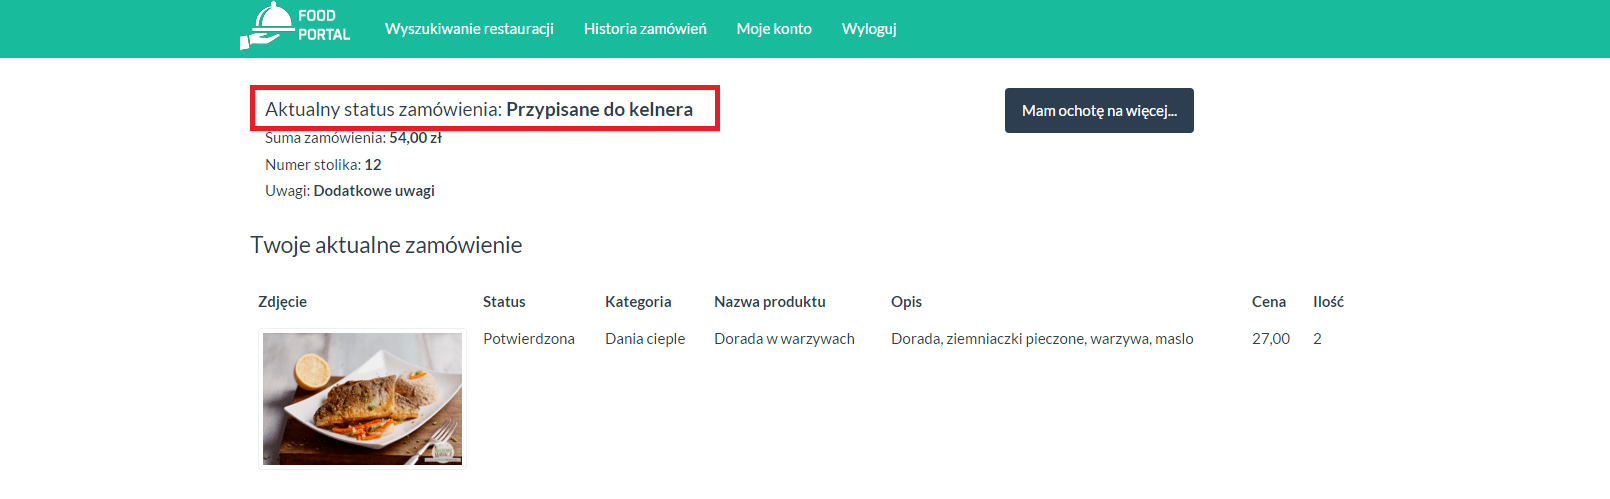 FOOD
PORTAL
Wyszukiwanie restauracji
Historia zamówień
Moje konto
Wyloguj
Aktualny status zamówienia: Przypisane do kelnera
Mam ochotę na więcej...
Suma zamówienia: 54,00 zł
Numer stolika: 12
Uwagi: Dodatkowe uwagi
Twoje aktualne zamówienie
Zdjęcie Status Kategoria Nazwa produktu Opis Cena Ilość
Potwierdzona Dania cieple Dorada w warzywach Dorada, ziemniaczki pieczone, warzywa, maslo 27,00 2